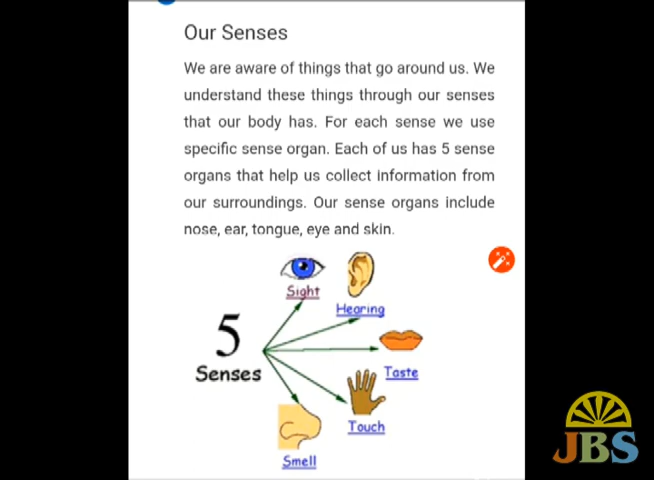 Our Senses
We are aware of things that go around us. We
understand these things through our senses
that our body has. For each sense we use
specific sense organ. Each of us has 5 sense
organs that help us collect information from
our surroundings. Our sense organs include
nose, ear, tongue, eye and skin.
Sight
Hearing
5
Senses
Taste
Touch
Smell
JBS